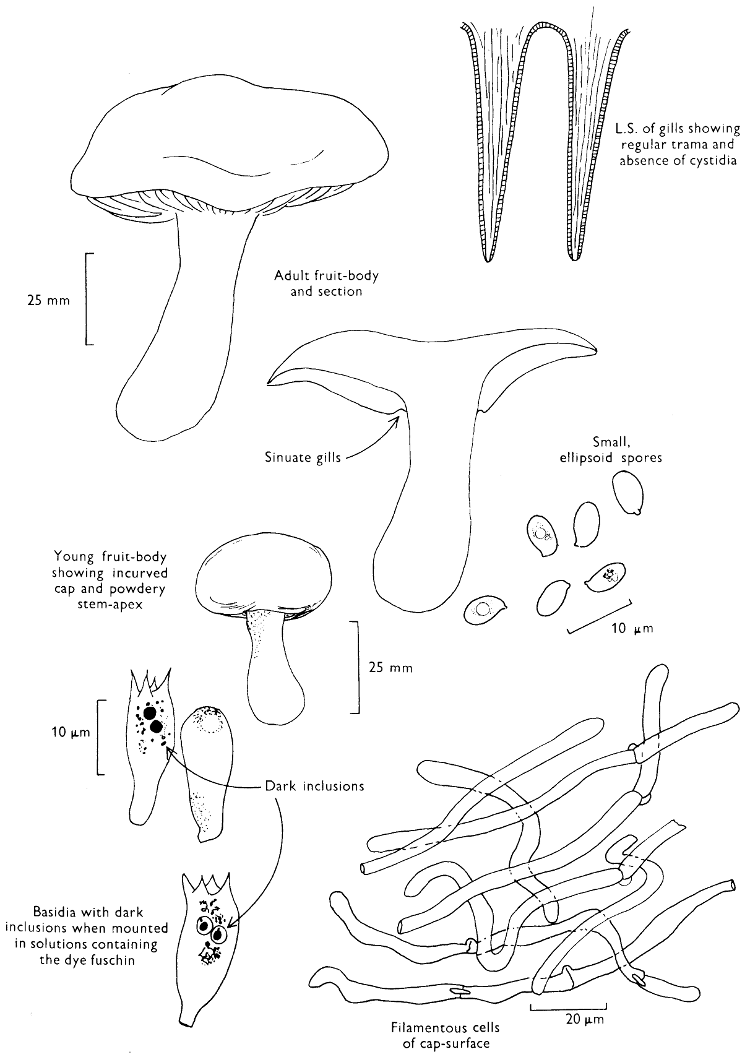 L.S. of gills showing
regular trama and
absence of cystidia
25 mm
Adult fruit-body
and section
Sinuate gills
Small,
ellipsoid spores
10 μm
Young fruit-body
showing incurved
cap and powdery
stem-apex
25 mm
10 μm
Dark inclusions
Basidia with dark
inclusions when mounted
in solutions containing
the dye fuschin
20 μm
Filamentous cells
of cap-surface